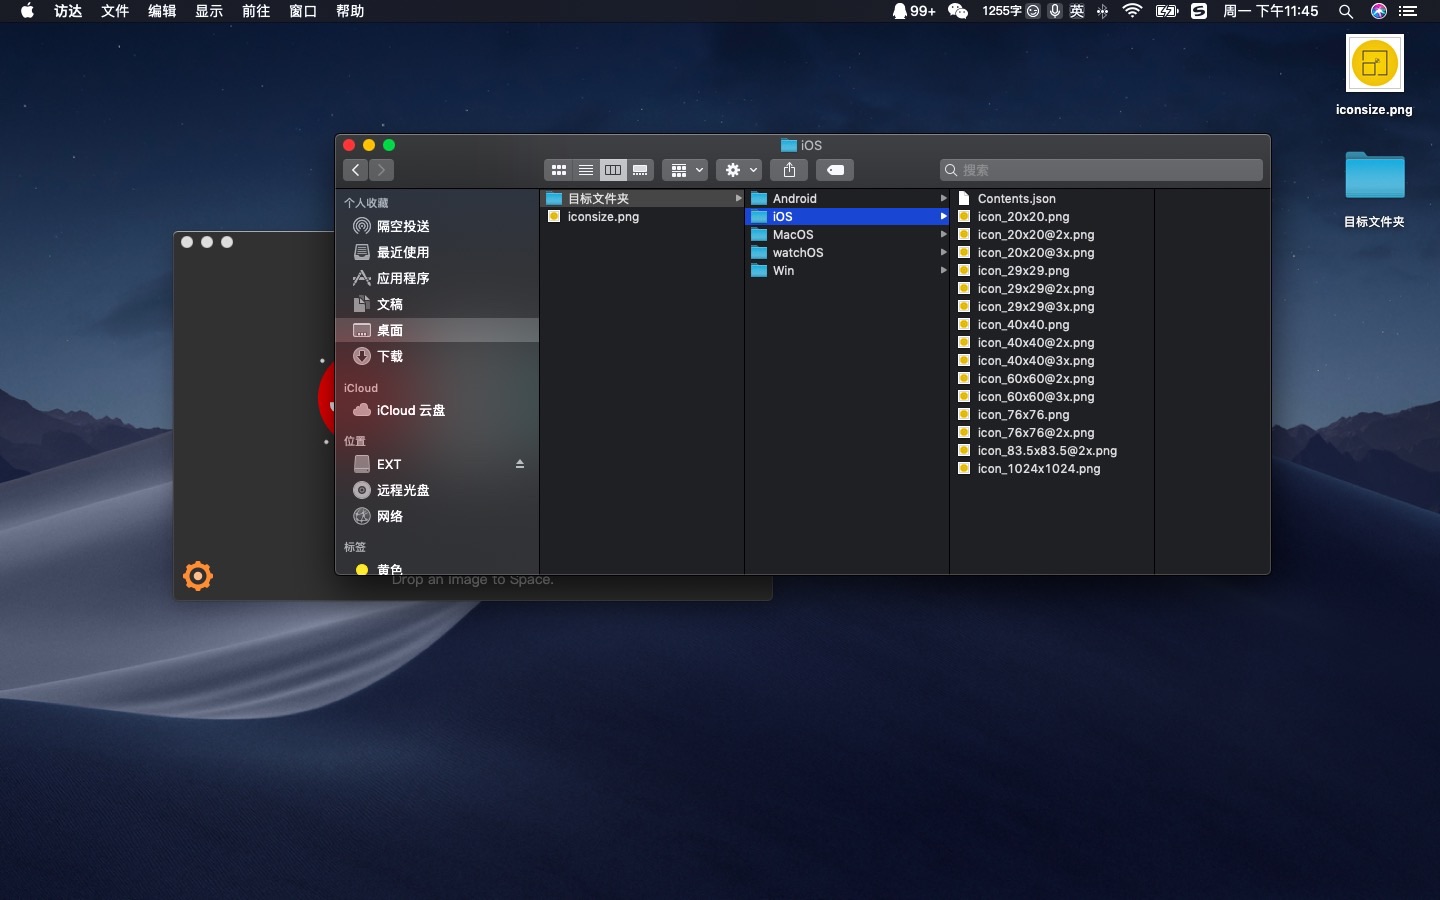 访达 文件 编辑 显示 前往 窗口 帮助 99+ 1255字 英 周一 下午11:45
iconsize.png
目标文件夹
iOS
搜索
个人收藏
隔空投送
最近使用
应用程序
文稿
桌面
下载
iCloud
iCloud 云盘
位置
EXT
远程光盘
网络
标签
黄色
目标文件夹
iconsize.png
Android
iOS
MacOS
watchOS
Win
Contents.json
icon_20x20.png
icon_20x20@2x.png
icon_20x20@3x.png
icon_29x29.png
icon_29x29@2x.png
icon_29x29@3x.png
icon_40x40.png
icon_40x40@2x.png
icon_40x40@3x.png
icon_60x60@2x.png
icon_60x60@3x.png
icon_76x76.png
icon_76x76@2x.png
icon_83.5x83.5@2x.png
icon_1024x1024.png
Drop an Image to Space.